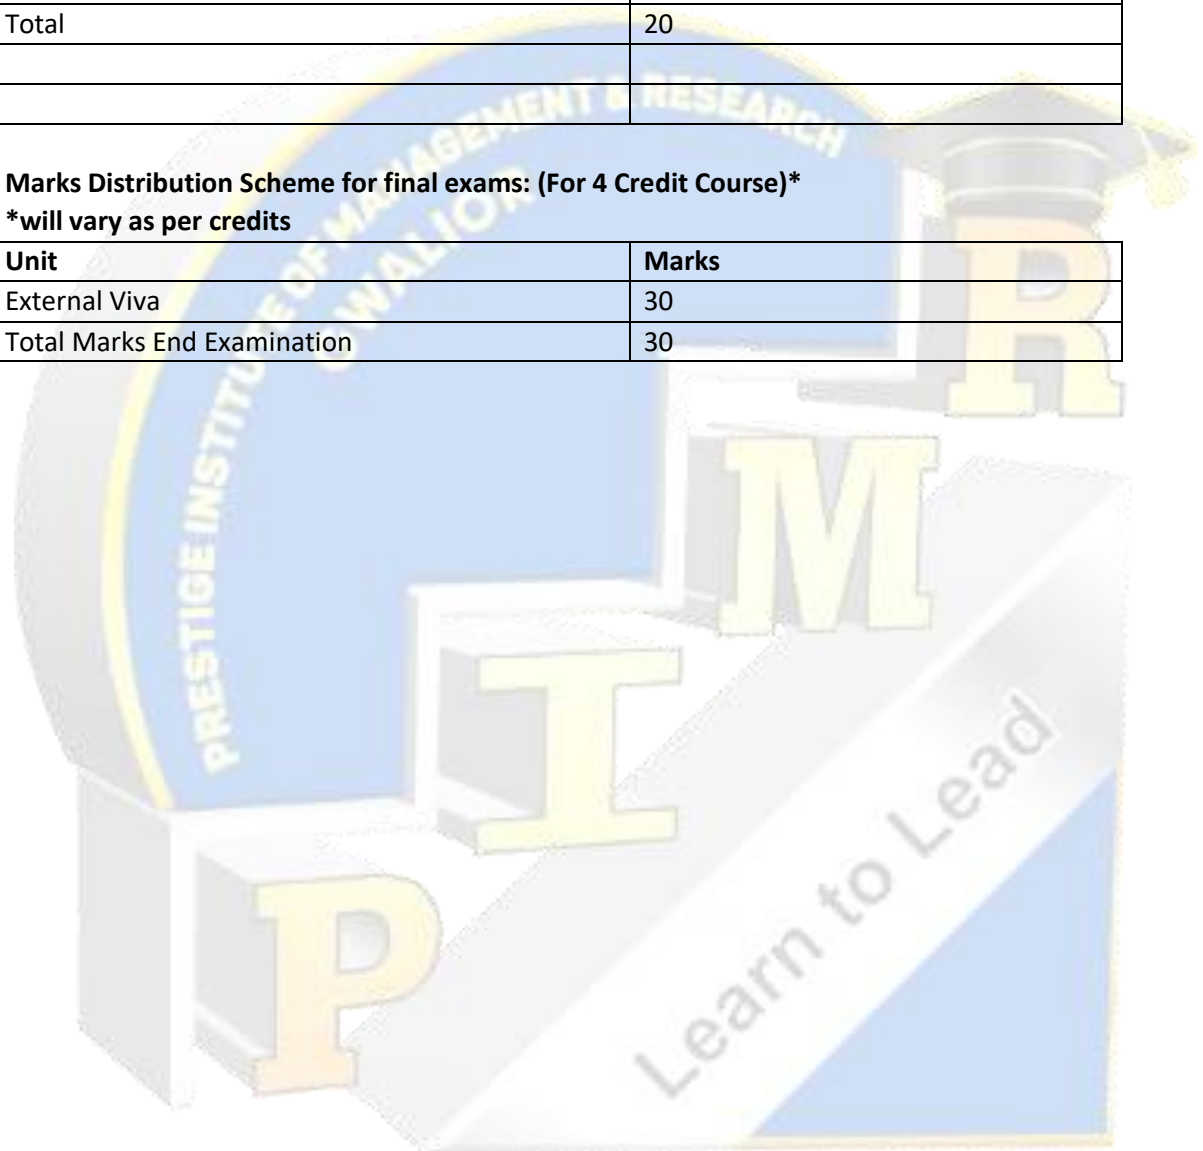 Total 20
Marks Distribution Scheme for final exams: (For 4 Credit Course)*
*will vary as per credits
Unit Marks
External Viva 30
Total Marks End Examination 30
PRESTIGE INSTITUTE OF MANAGEMENT & RESEARCH
GWALIOR
R
M
I
P
Learn to Lead